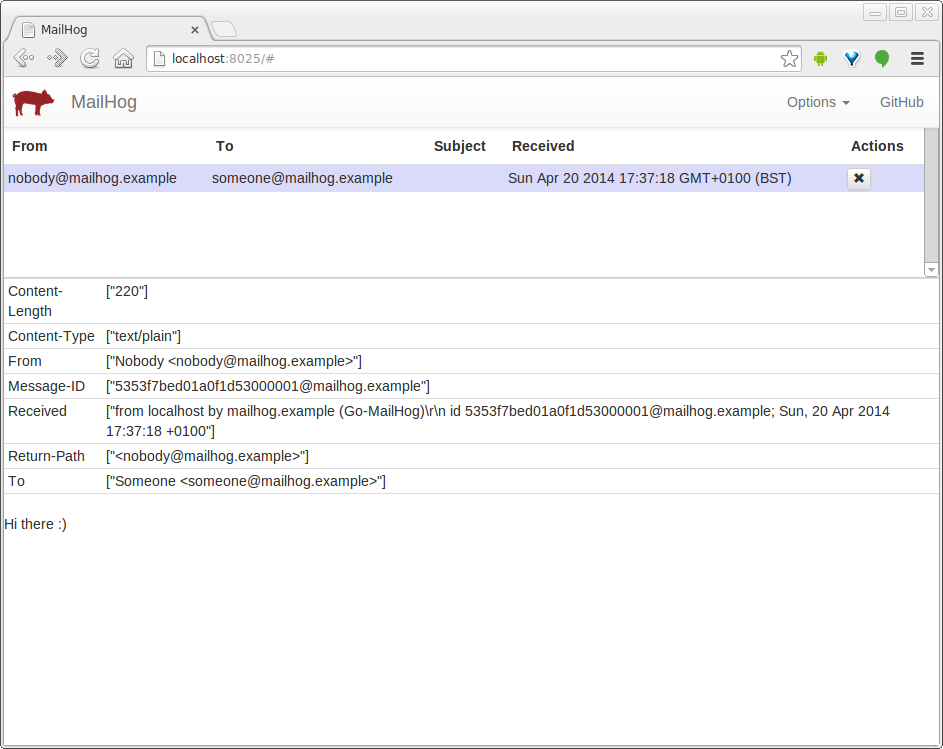 MailHog
localhost:8025/#
MailHog Options GitHub
From To Subject Received Actions
nobody@mailhog.example someone@mailhog.example Sun Apr 20 2014 17:37:18 GMT+0100 (BST)
Content-
Length ["220"]
Content-Type ["text/plain"]
From ["Nobody <nobody@mailhog.example>"]
Message-ID ["5353f7bed01a0f1d53000001@mailhog.example"]
Received ["from localhost by mailhog.example (Go-MailHog)\r\n id 5353f7bed01a0f1d53000001@mailhog.example; Sun, 20 Apr 2014
17:37:18 +0100"]
Return-Path ["<nobody@mailhog.example>"]
To ["Someone <someone@mailhog.example>"]
Hi there :)